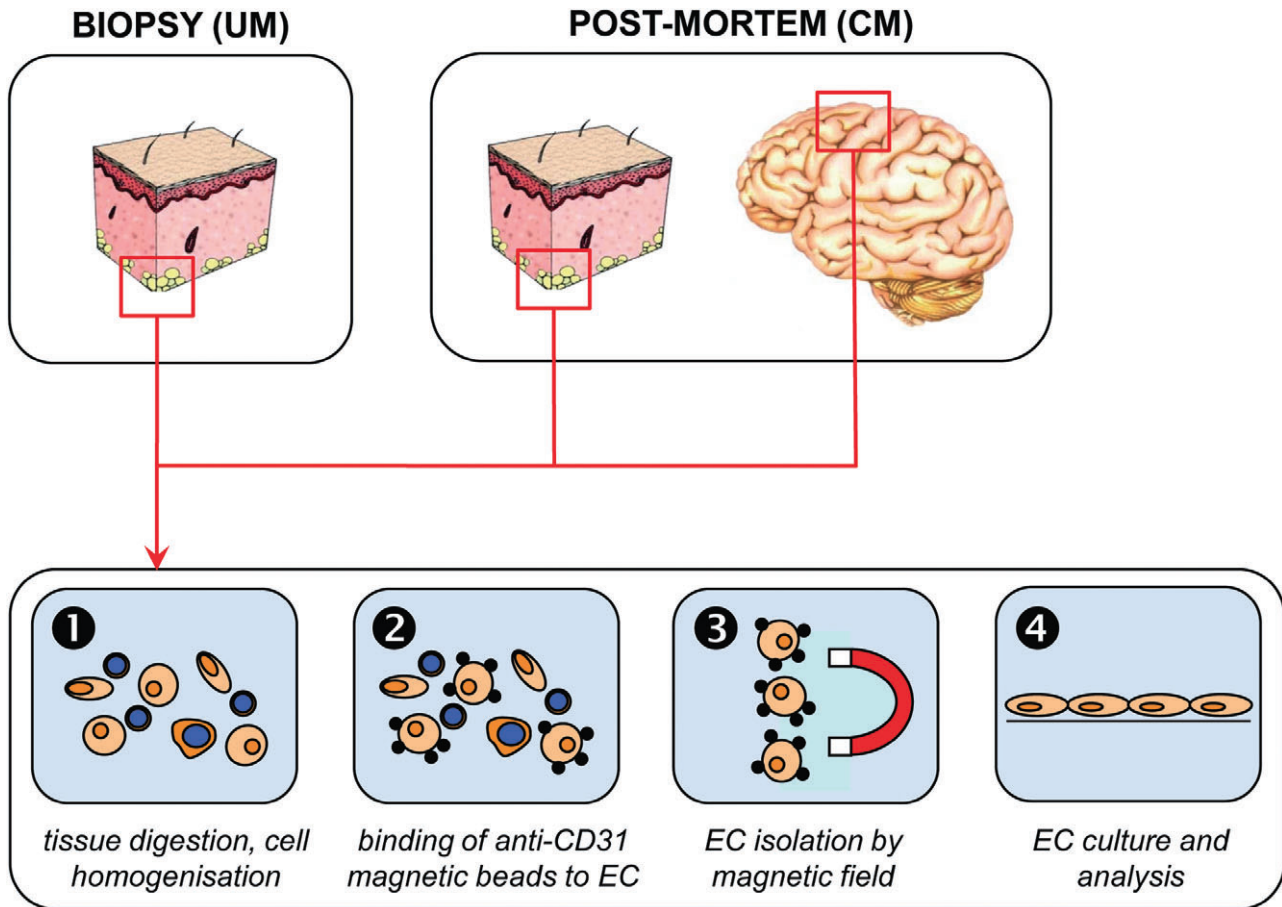 BIOPSY (UM)
POST-MORTEM (CM)
1
2
3
4
tissue digestion, cell
homogenisation
binding of anti-CD31
magnetic beads to EC
EC isolation by
magnetic field
EC culture and
analysis